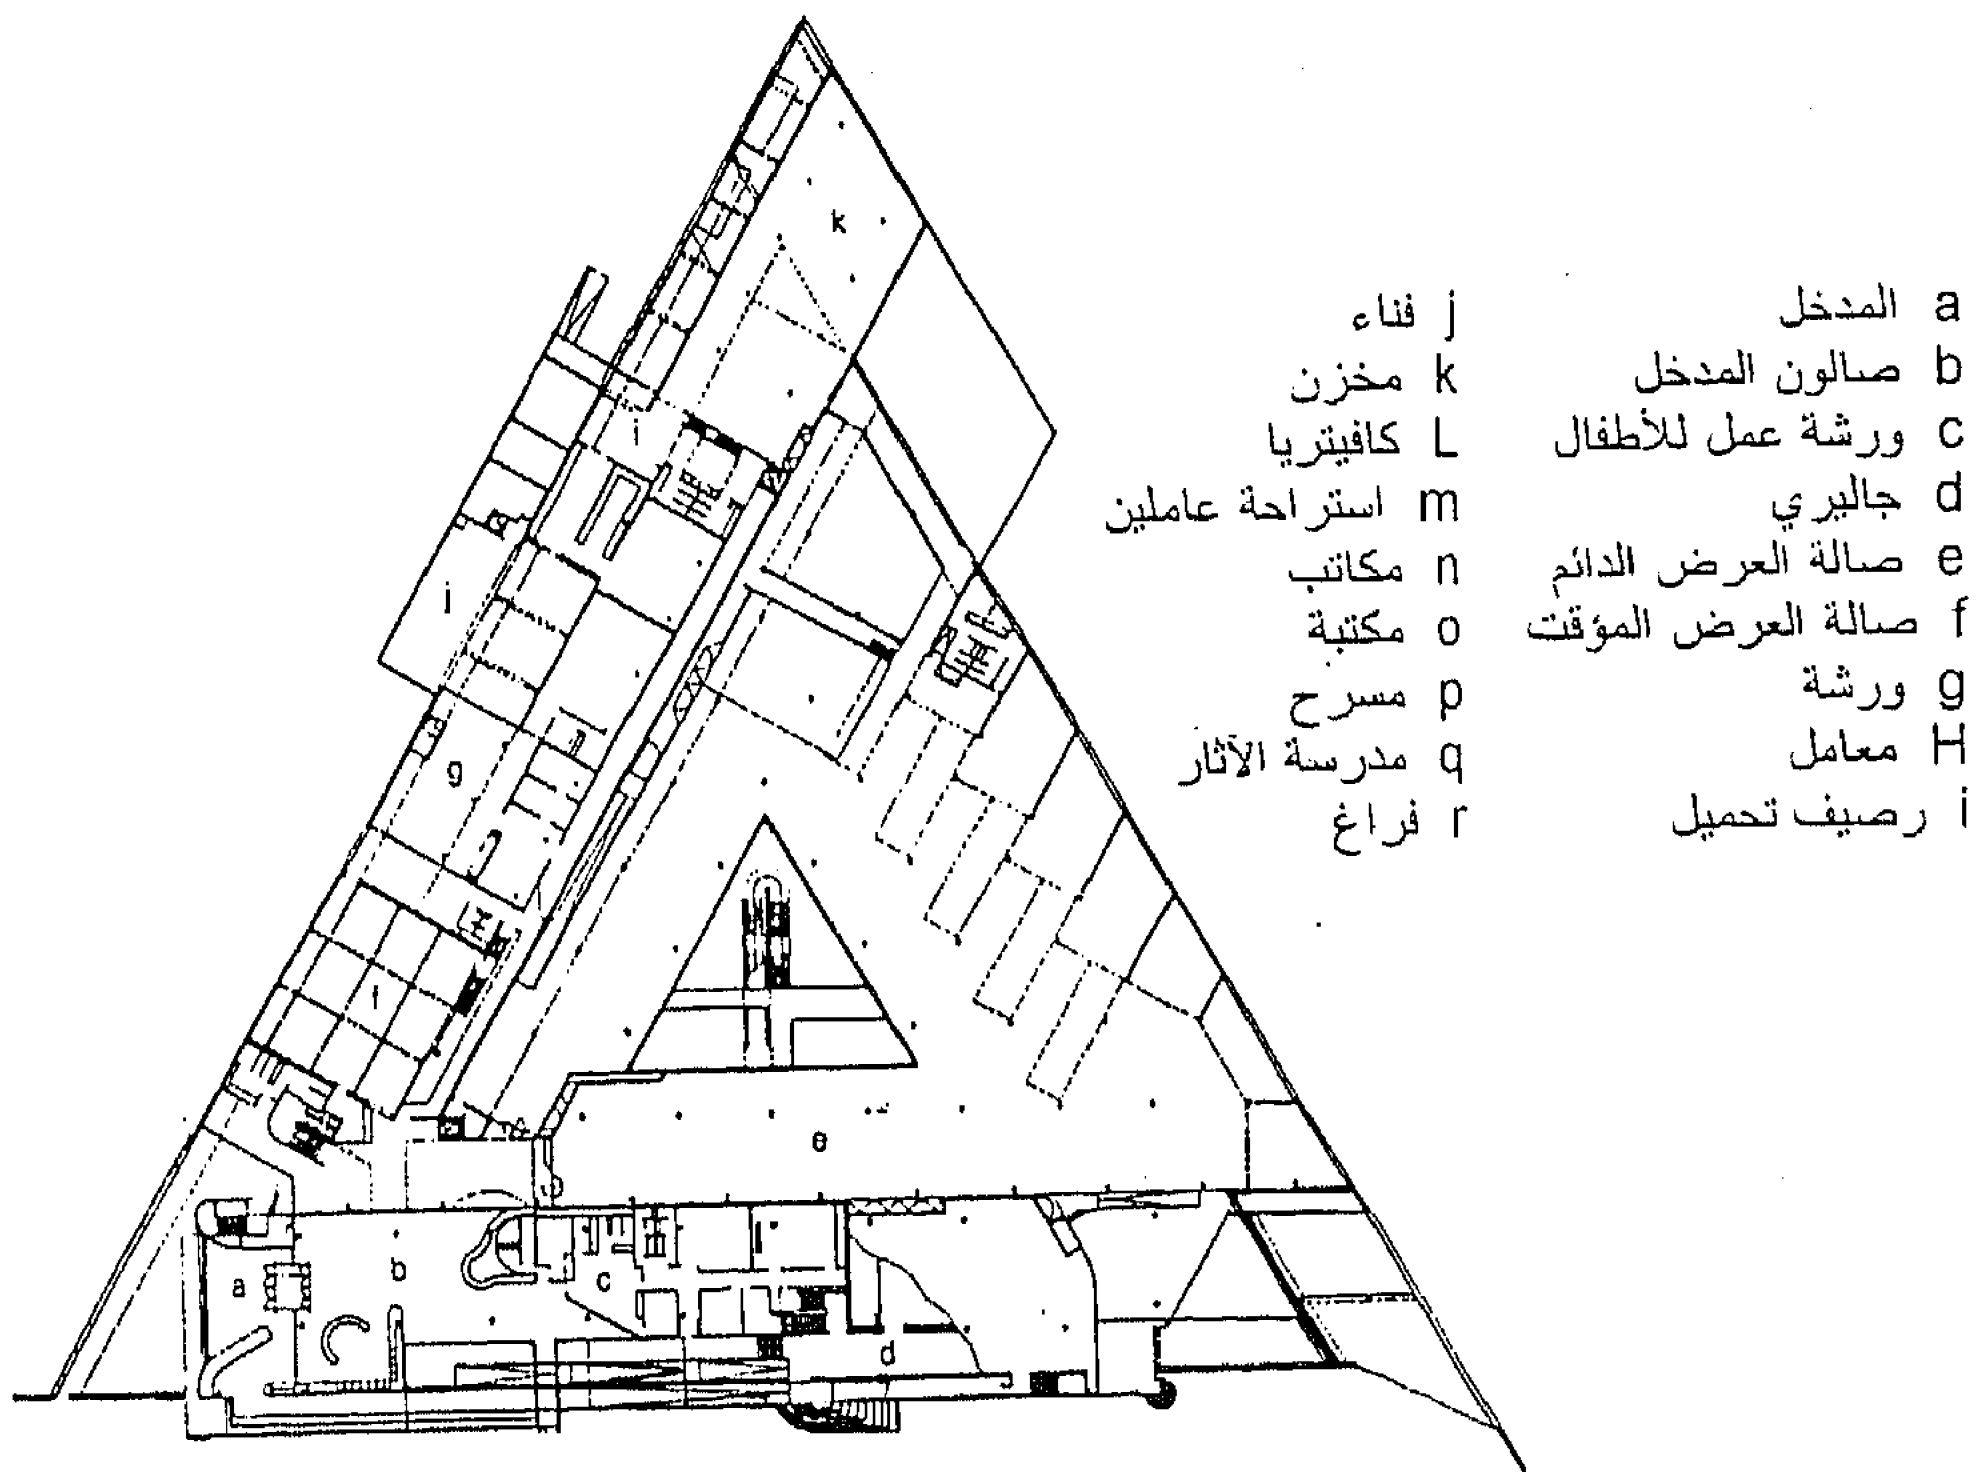 a المدخل
b صالون المدخل
c ورشة عمل للأطفال
d جاليري
e صالة العرض الدائم
f صالة العرض المؤقت
g ورشة
H معامل
i رصيف تحميل
j فناء
k مخزن
L كافيتريا
m استراحة عاملين
n مكاتب
o مكتبة
p مسرح
q مدرسة الآثار
r فراغ
k
i
j
g
f
e
a
b
c
d